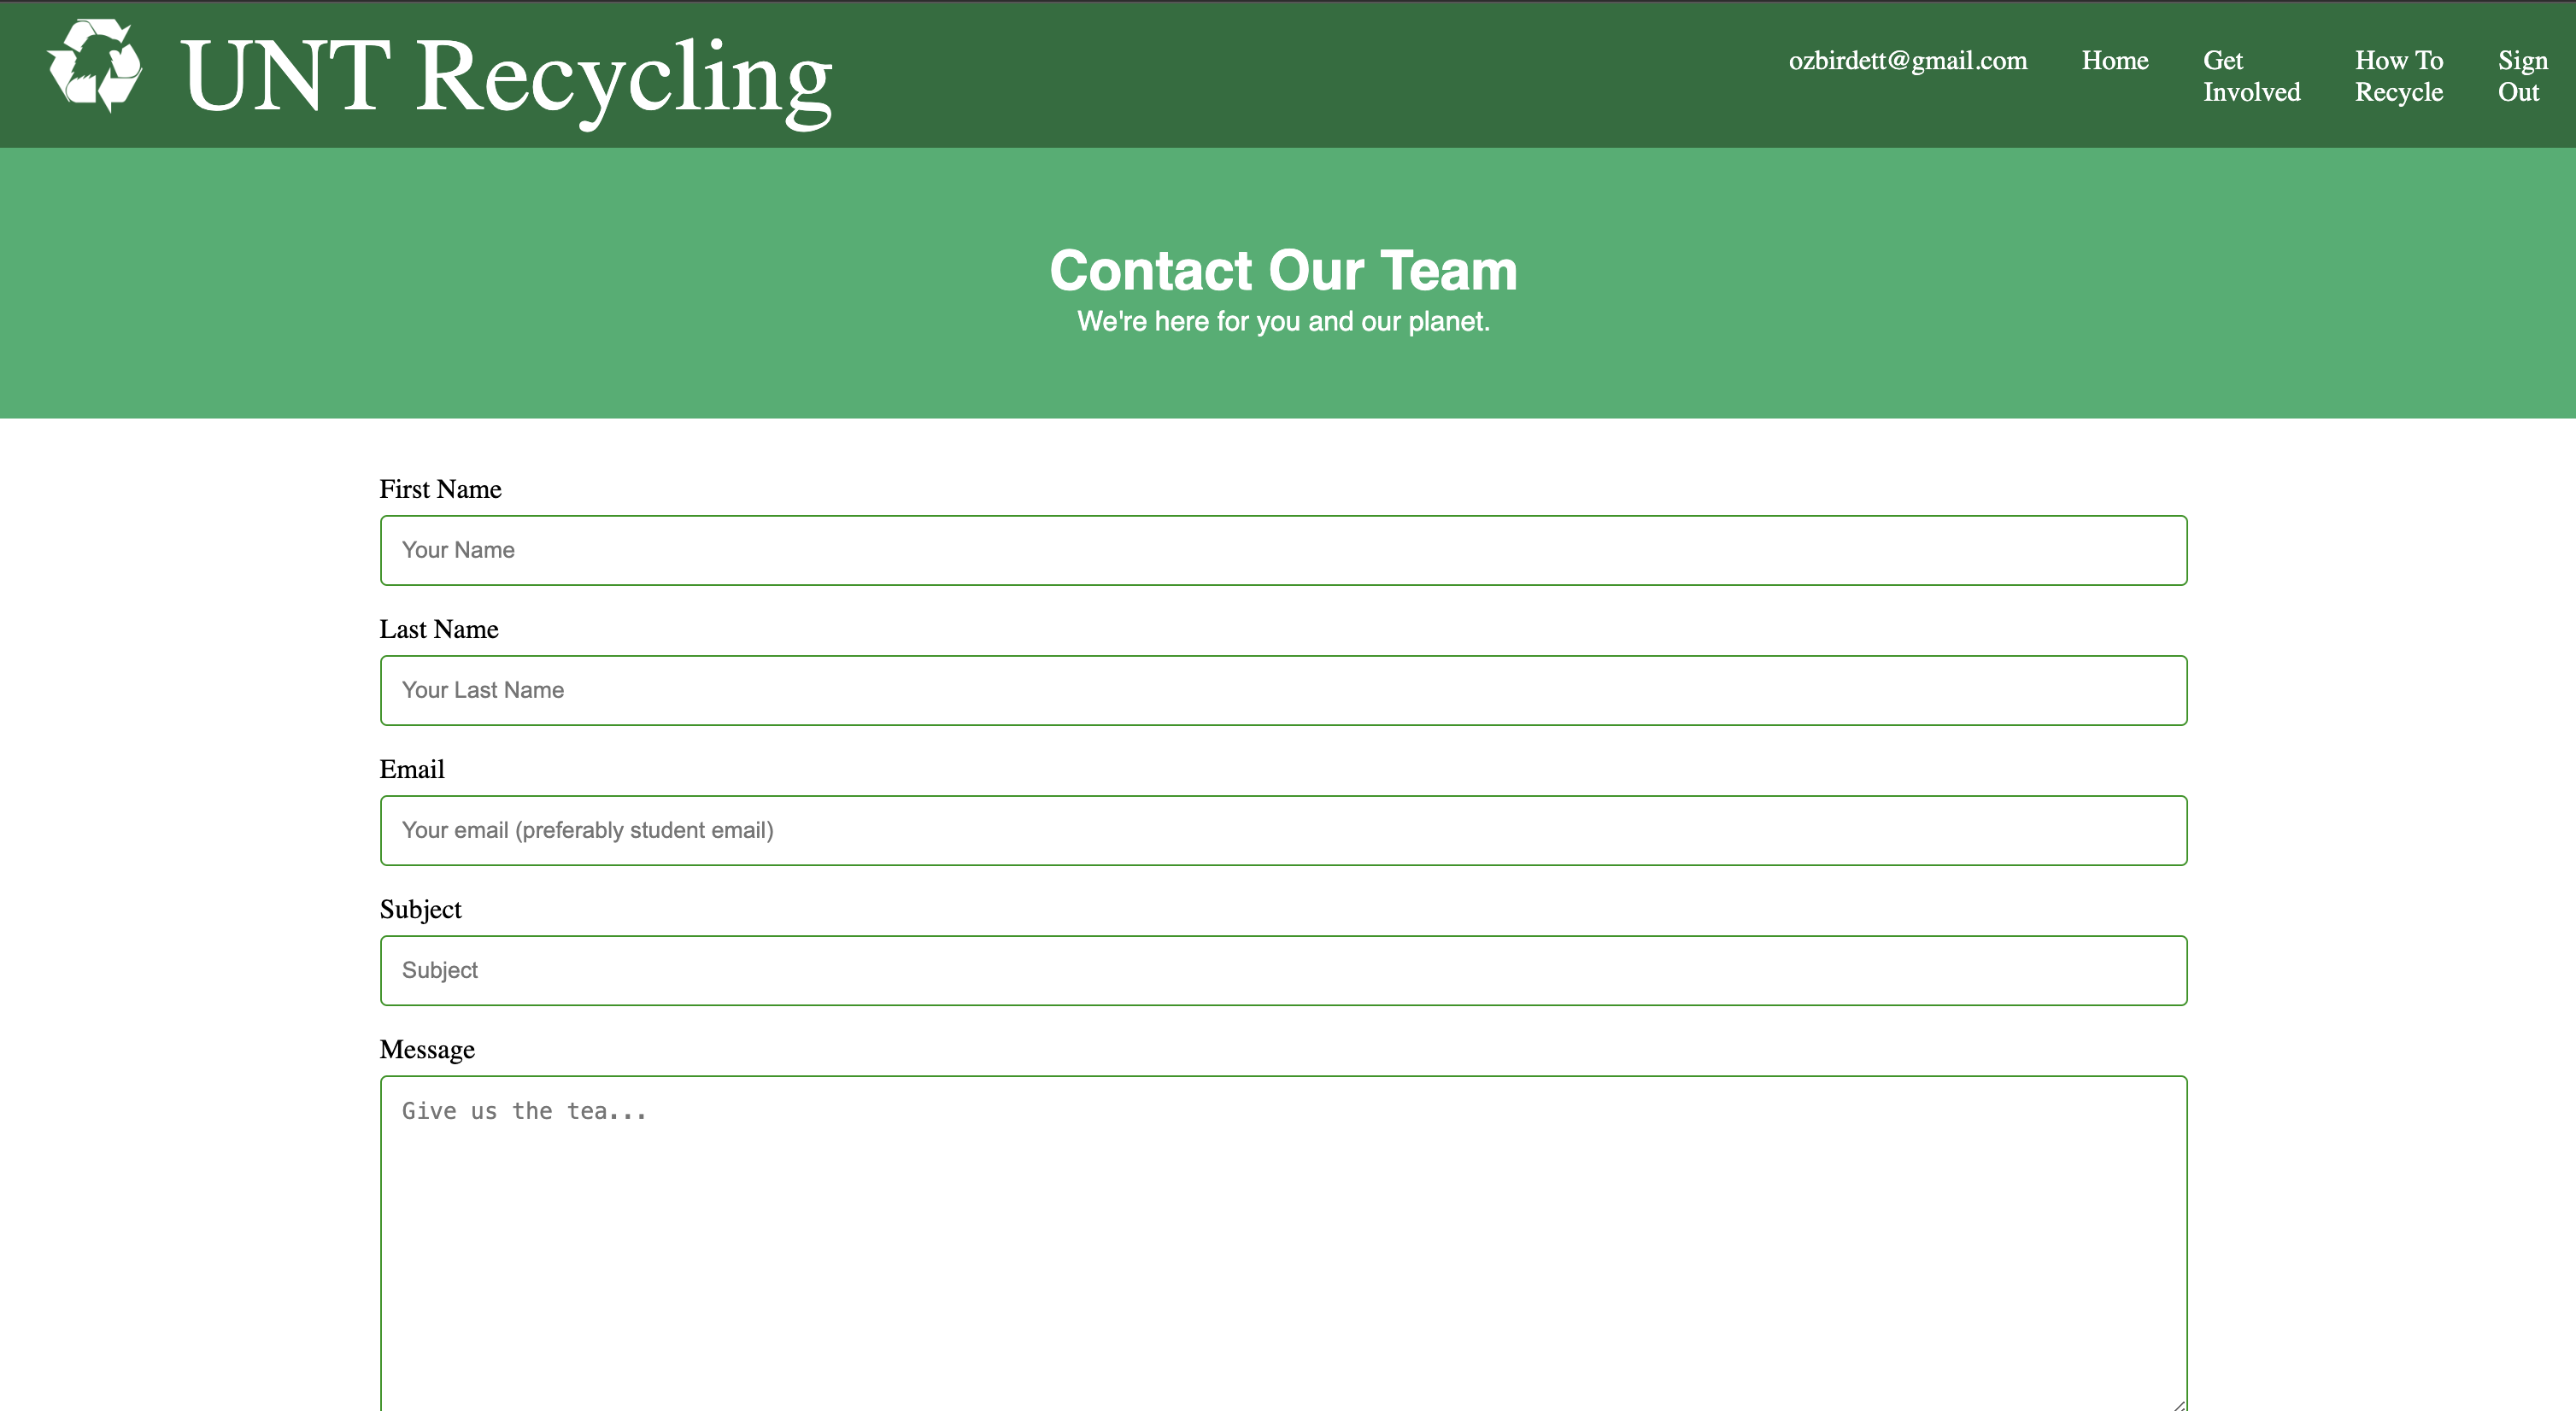 UNT Recycling
ozbirdett@gmail.com
Home
Get
Involved
How To
Recycle
Sign
Out
Contact Our Team
We're here for you and our planet.
First Name
Your Name
Last Name
Your Last Name
Email
Your email (preferably student email)
Subject
Subject
Message
Give us the tea...